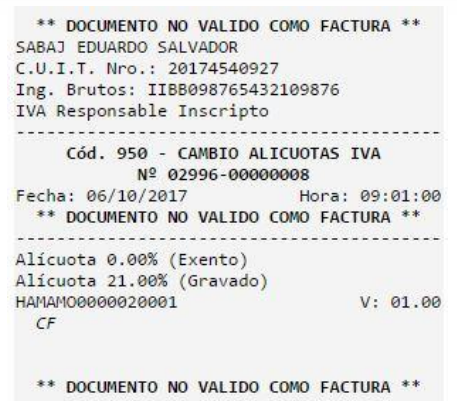 ** DOCUMENTO NO VALIDO COMO FACTURA **
SABAJ EDUARDO SALVADOR
C.U.I.T. Nro.: 20174540927
Ing. Brutos: IIBB098765432109876
IVA Responsable Inscripto
----------------------------------------
Cód. 950 - CAMBIO ALICUOTAS IVA
Nº 02996-00000008
Fecha: 06/10/2017 Hora: 09:01:00
** DOCUMENTO NO VALIDO COMO FACTURA **
----------------------------------------
Alícuota 0.00% (Exento)
Alícuota 21.00% (Gravado)
HAMAMO0000020001 V: 01.00
CF
** DOCUMENTO NO VALIDO COMO FACTURA **